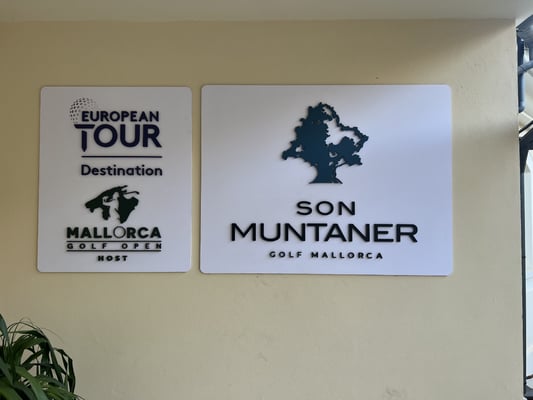 EUROPEAN
TOUR
Destination
MALLORCA
GOLF OPEN
HOST
SON
MUNTANER
GOLF MALLORCA